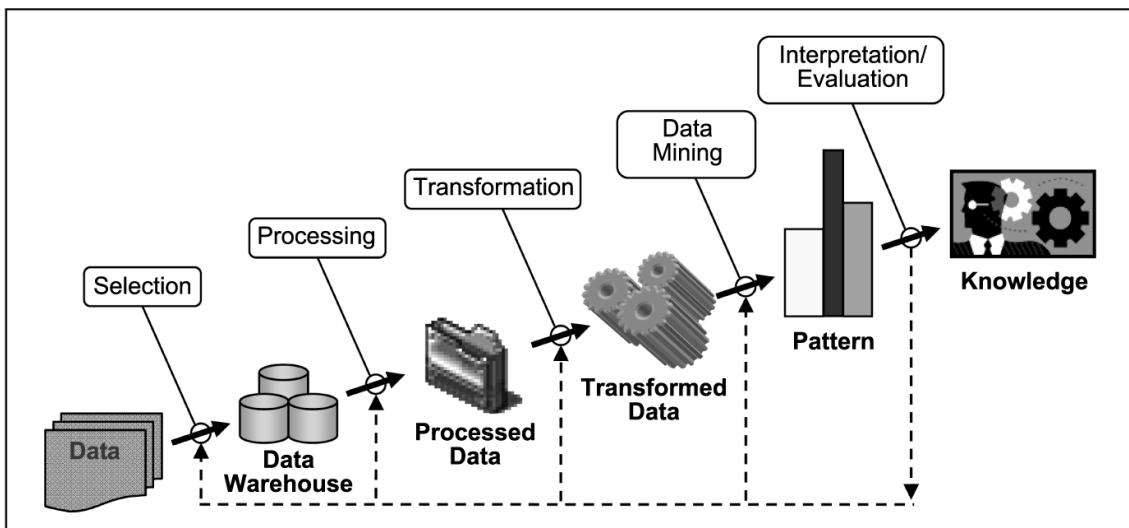 Interpretation/
Evaluation
Data
Mining
Transformation
Processing
Selection
Knowledge
Pattern
Transformed
Data
Processed
Data
Data
Warehouse
Data